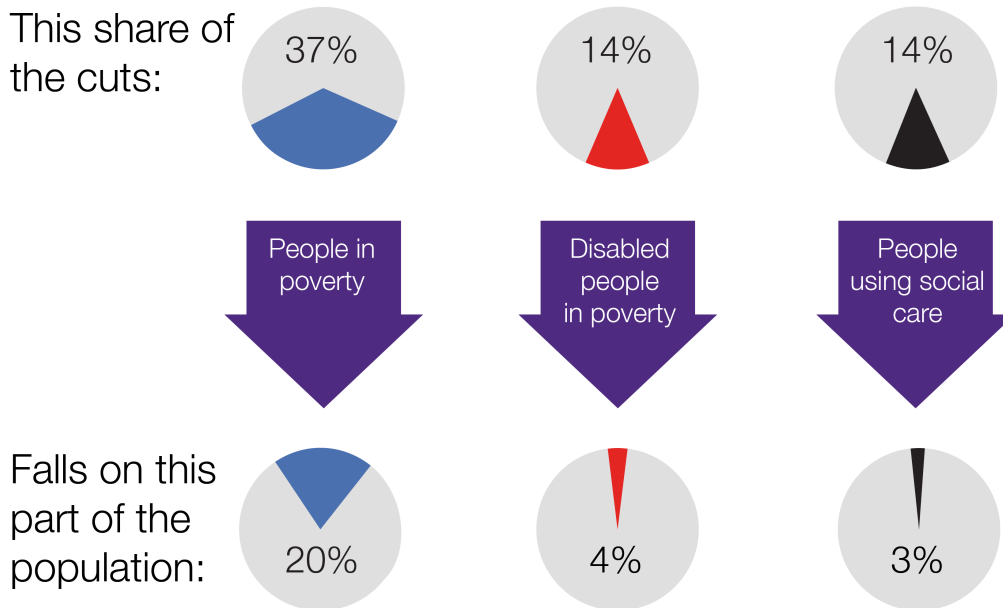 This share of
the cuts:
37%
14%
14%
People in
poverty
Disabled
people
in poverty
People
using social
care
Falls on this
part of the
population:
20%
4%
3%